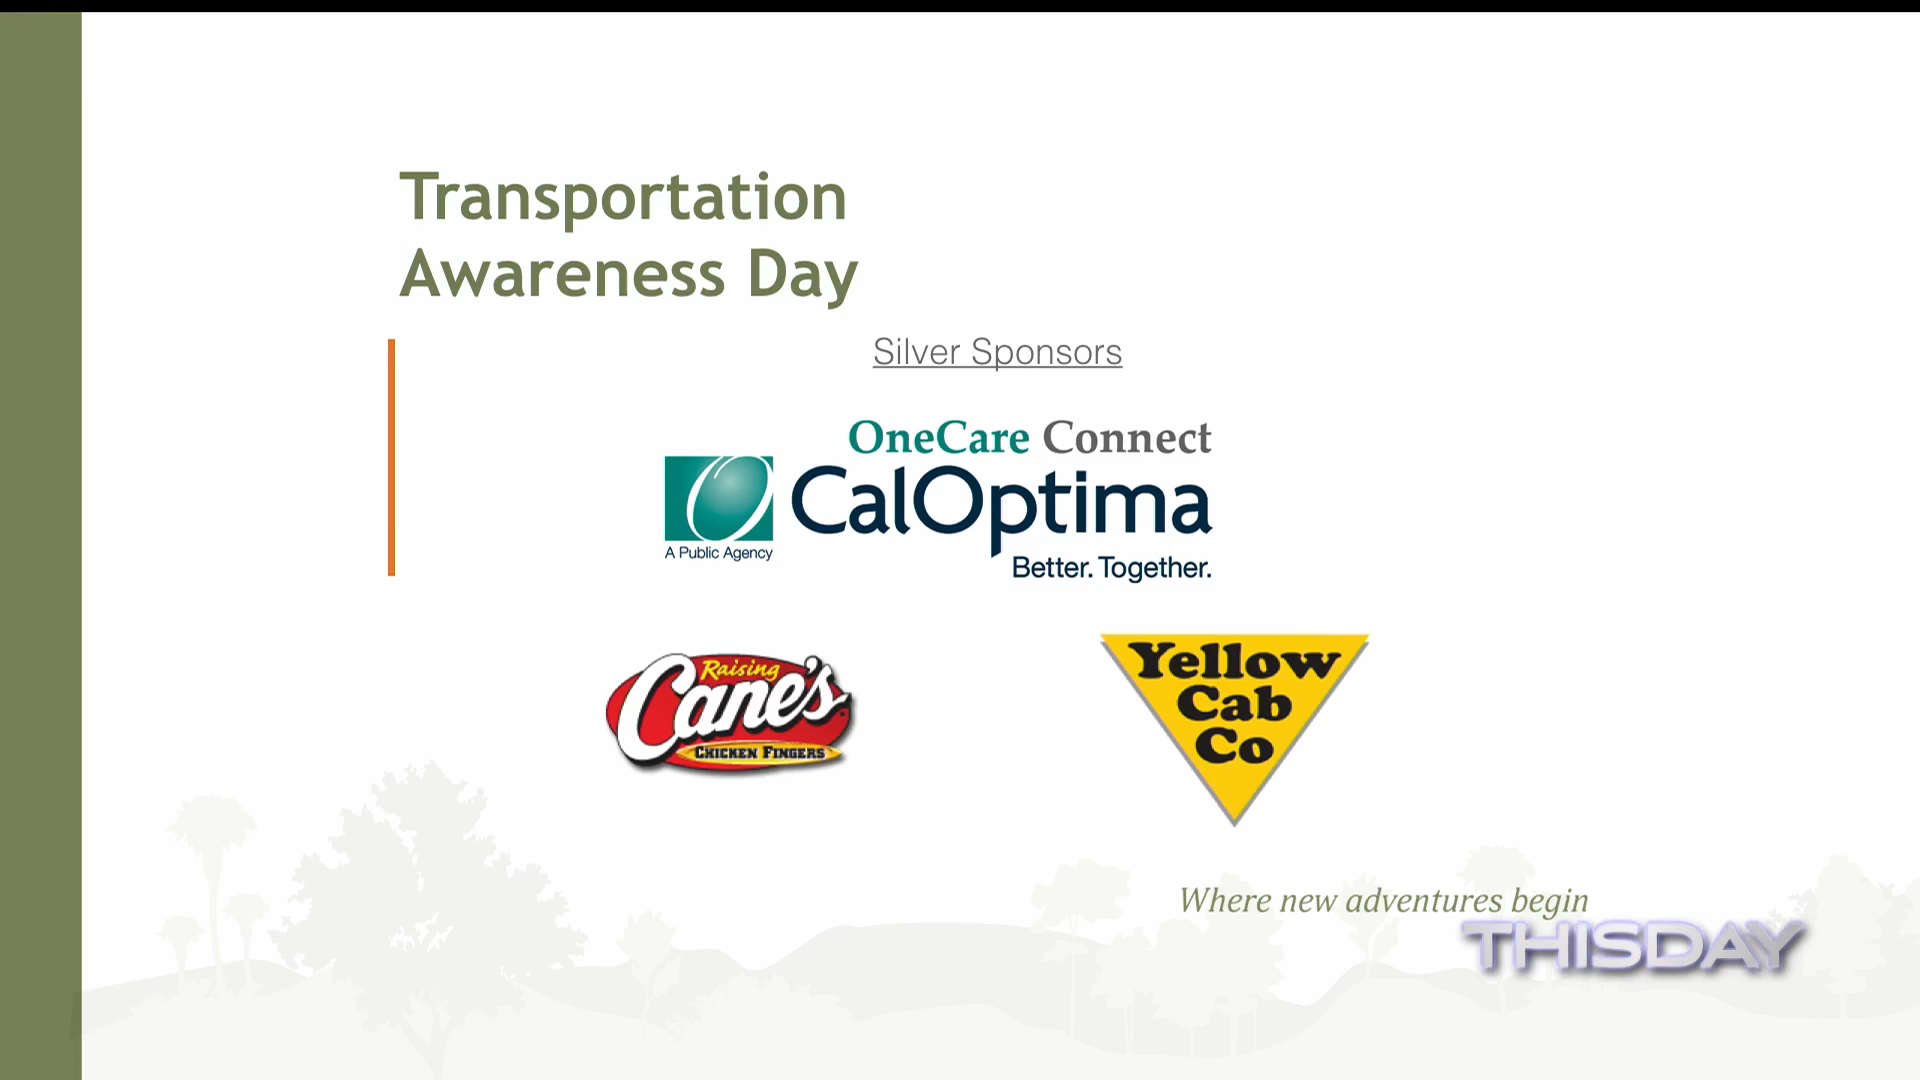 Transportation
Awareness Day
Silver Sponsors
OneCare Connect
CalOptima
A Public Agency
Better. Together.
Raising
Cane's
CHICKEN FINGERS
Yellow
Cab
Co
Where new adventures begin
THISDAY